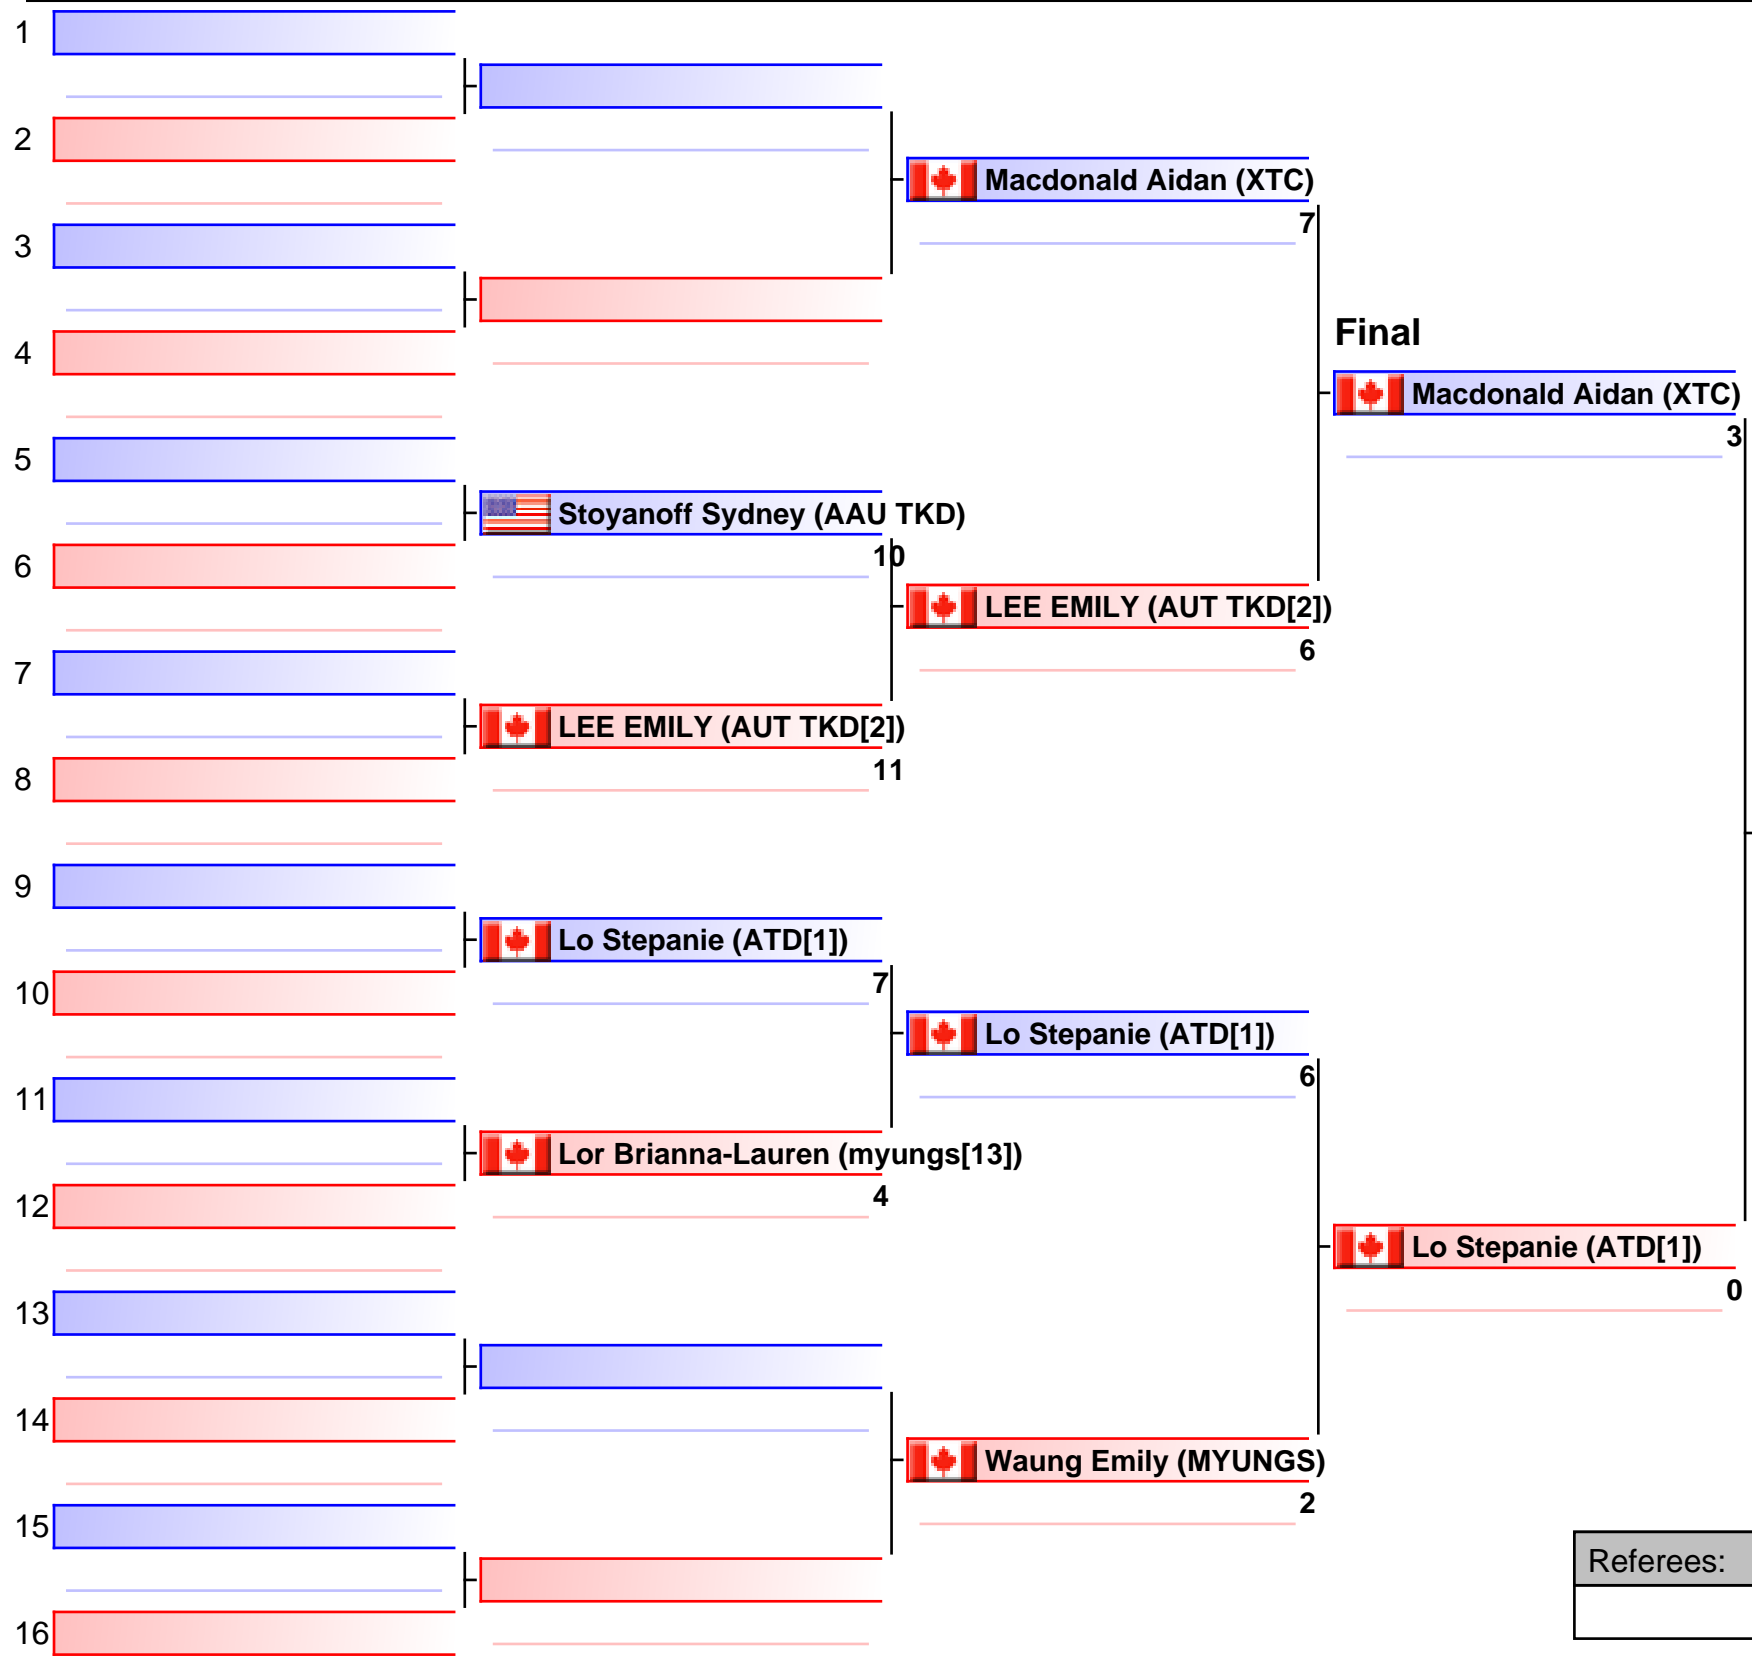 1
2
Macdonald Aidan (XTC)
7
3
Final
4
Macdonald Aidan (XTC)
3
5
Stoyanoff Sydney (AAU TKD)
10
6
LEE EMILY (AUT TKD[2])
6
7
LEE EMILY (AUT TKD[2])
11
8
9
Lo Stepanie (ATD[1])
7
10
Lo Stepanie (ATD[1])
6
11
Lor Brianna-Lauren (myungs[13])
4
12
Lo Stepanie (ATD[1])
0
13
14
Waung Emily (MYUNGS)
2
15
Referees:
16